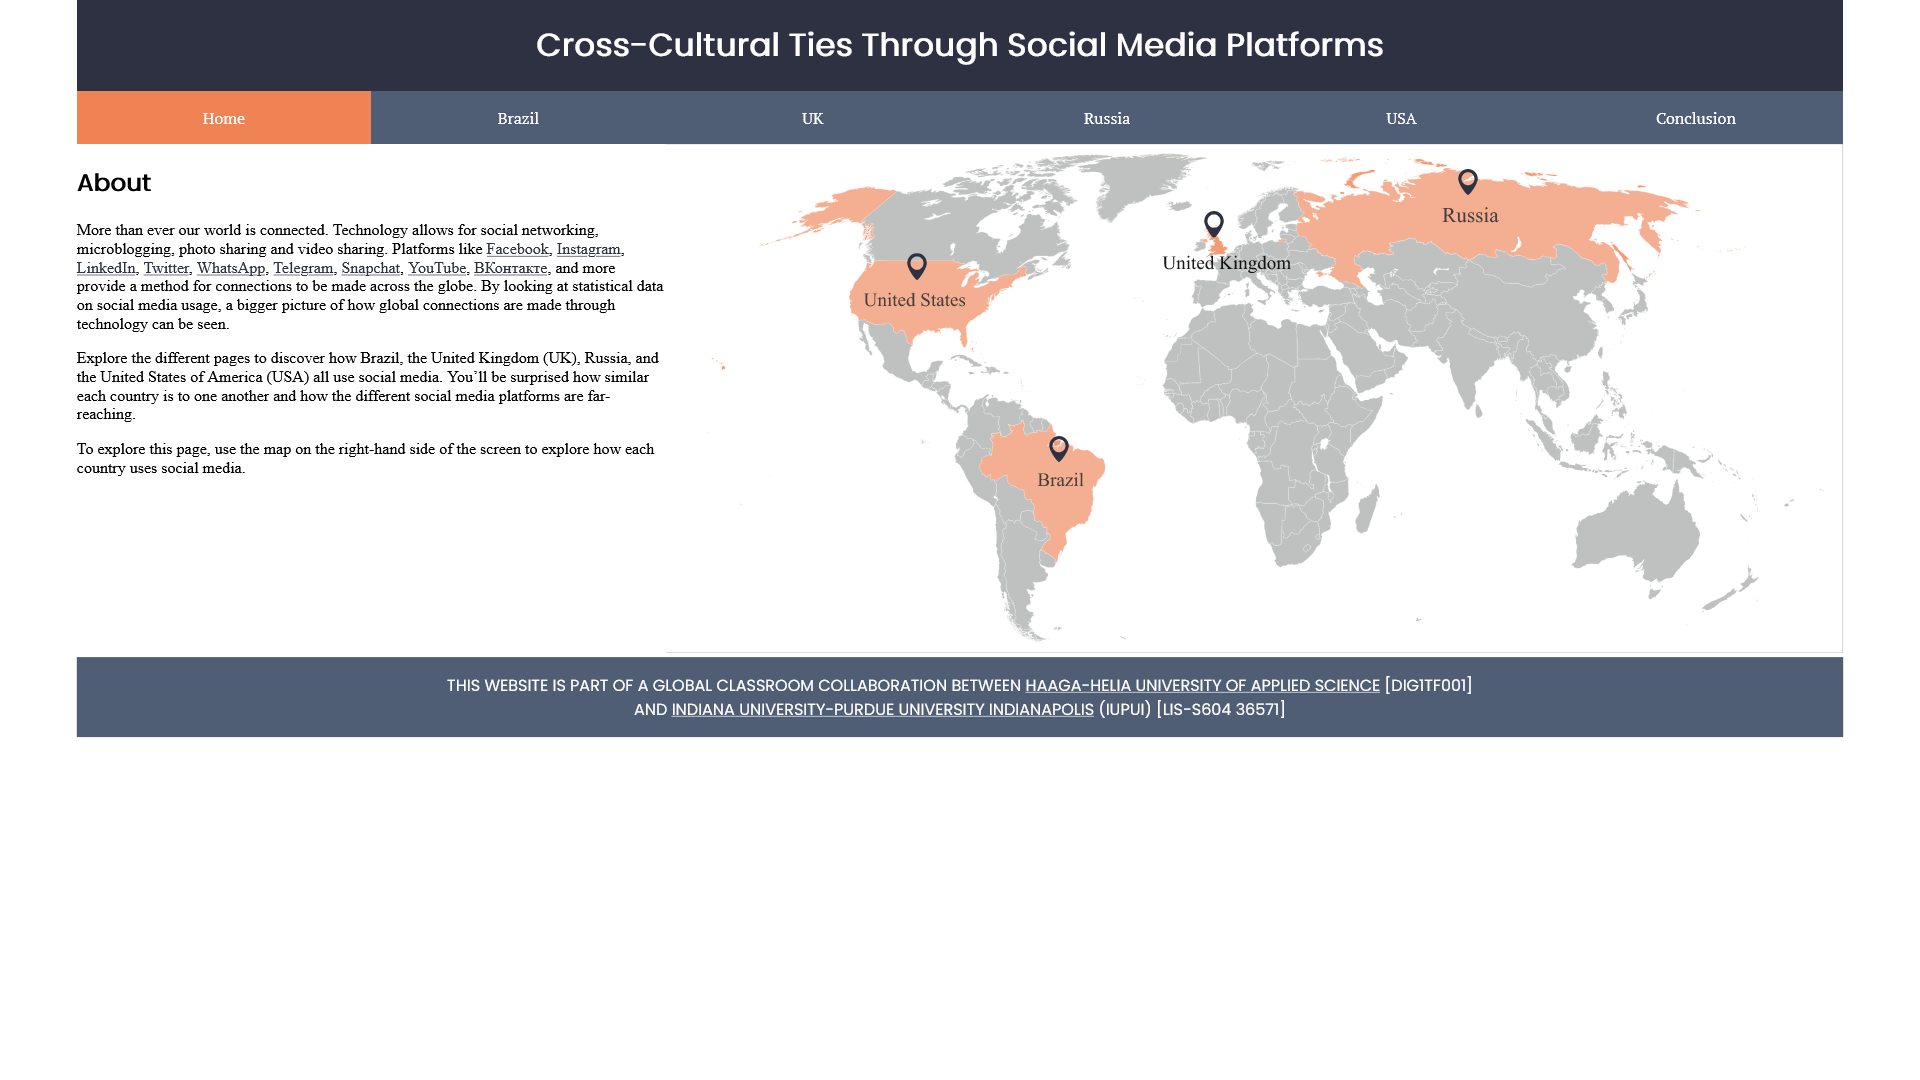 Cross-Cultural Ties Through Social Media Platforms
Home
Brazil
UK
Russia
USA
Conclusion
About
More than ever our world is connected. Technology allows for social networking,
microblogging, photo sharing and video sharing. Platforms like Facebook, Instagram,
LinkedIn, Twitter, WhatsApp, Telegram, Snapchat, YouTube, ВКонтакте, and more
provide a method for connections to be made across the globe. By looking at statistical data
on social media usage, a bigger picture of how global connections are made through
technology can be seen.
Explore the different pages to discover how Brazil, the United Kingdom (UK), Russia, and
the United States of America (USA) all use social media. You’ll be surprised how similar
each country is to one another and how the different social media platforms are far-
reaching.
To explore this page, use the map on the right-hand side of the screen to explore how each
country uses social media.
Russia
United Kingdom
United States
Brazil
THIS WEBSITE IS PART OF A GLOBAL CLASSROOM COLLABORATION BETWEEN HAAGA-HELIA UNIVERSITY OF APPLIED SCIENCE [DIG1TF001]
AND INDIANA UNIVERSITY-PURDUE UNIVERSITY INDIANAPOLIS (IUPUI) [LIS-S604 36571]